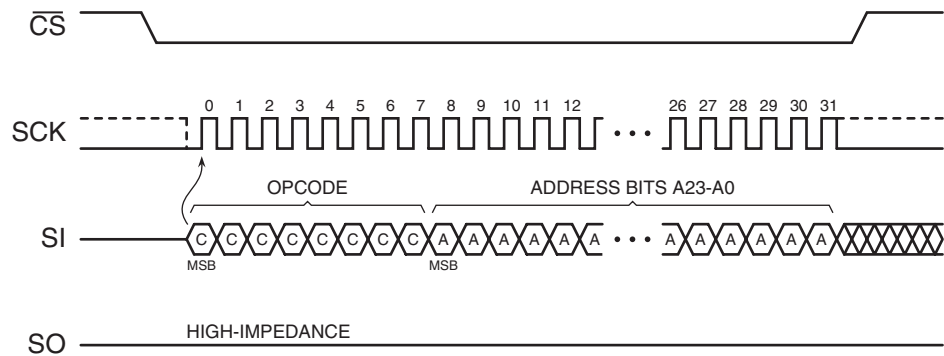 CS
0 1 2 3 4 5 6 7 8 9 10 11 12 26 27 28 29 30 31
SCK
OPCODE ADDRESS BITS A23-A0
SI C C C C C C C C A A A A A A A A A A A A
MSB MSB
HIGH-IMPEDANCE
SO